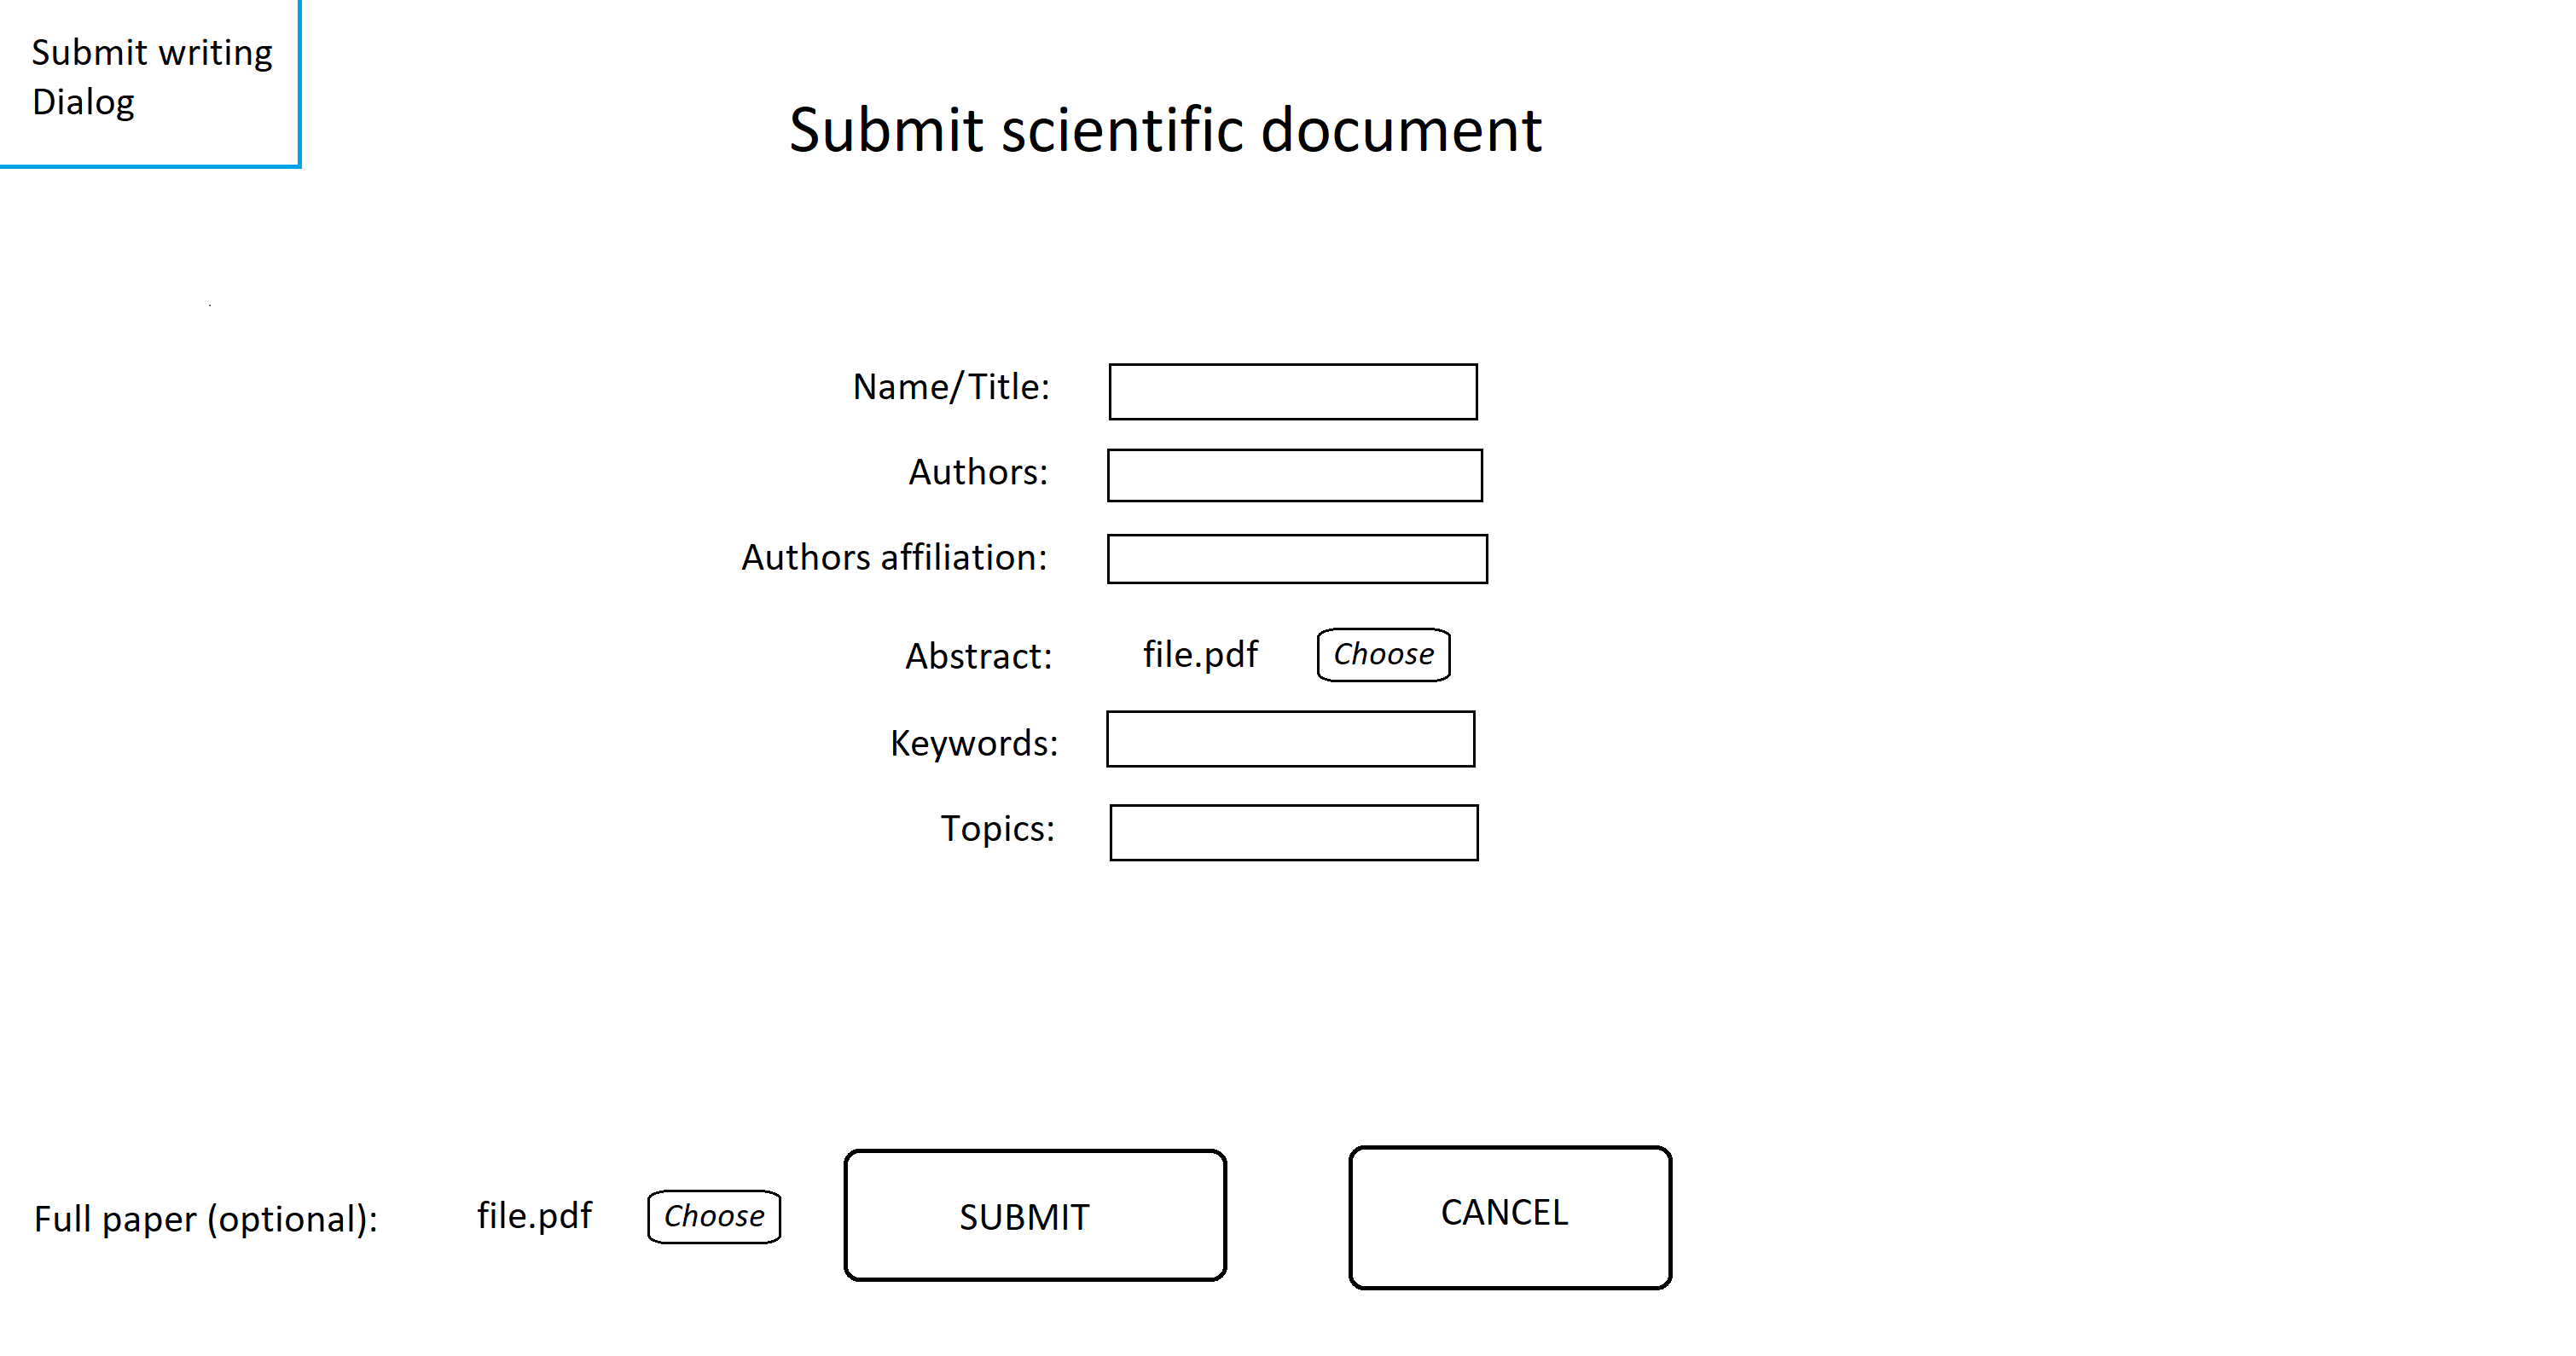 Submit writing
Dialog
Submit scientific document
Name/Title:
Authors:
Authors affiliation:
Abstract: file.pdf Choose
Keywords:
Topics:
Full paper (optional): file.pdf Choose SUBMIT CANCEL